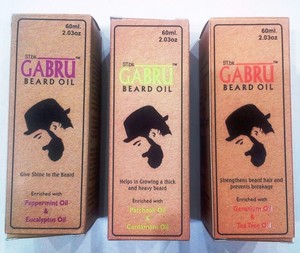 60ml.
2.03oz
GABRU™
BEARD OIL
Give Shine to the Beard
Enriched with
Peppermint Oil
&
Eucalyptus Oil
60ml.
2.03oz
GABRU™
BEARD OIL
Helps in Growing a thick
and heavy beard
Enriched with
Patchouli Oil
&
Cardamom Oil
60ml.
2.03oz
GABRU
BEARD OIL
Strengthens beard hair and
prevents breakage
Enriched with
Geranium Oil
&
Tea Tree Oil